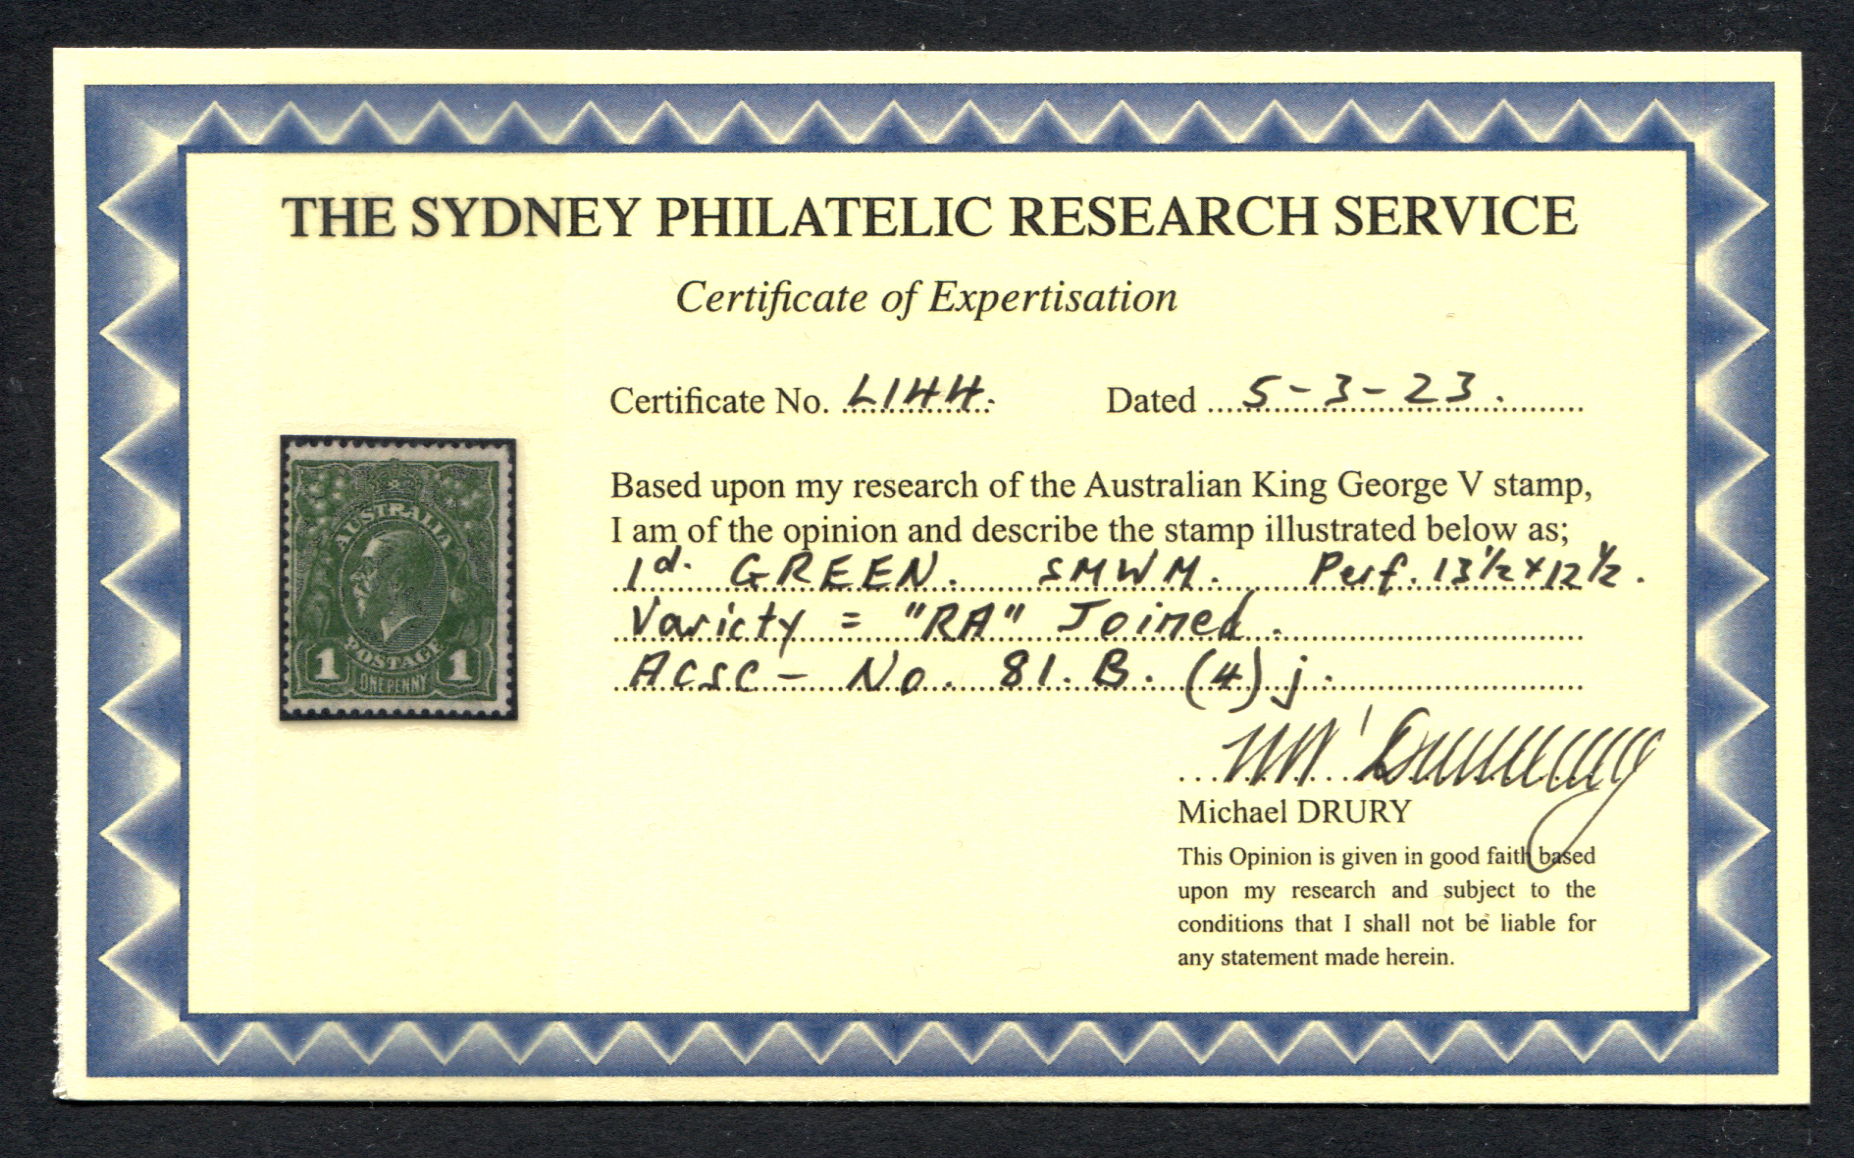 THE SYDNEY PHILATELIC RESEARCH SERVICE
Certificate of Expertisation
Certificate No. L144. Dated 5-3-23.
Based upon my research of the Australian King George V stamp,
I am of the opinion and describe the stamp illustrated below as;
1d. GREEN. SMWM. Perf. 13½x12½.
Variety = "RA" Joined.
ACSC - No. 81. B. (4) j.
Michael DRURY
This Opinion is given in good faith based
upon my research and subject to the
conditions that I shall not be liable for
any statement made herein.
AUSTRALIA
1 POSTAGE 1
ONE PENNY